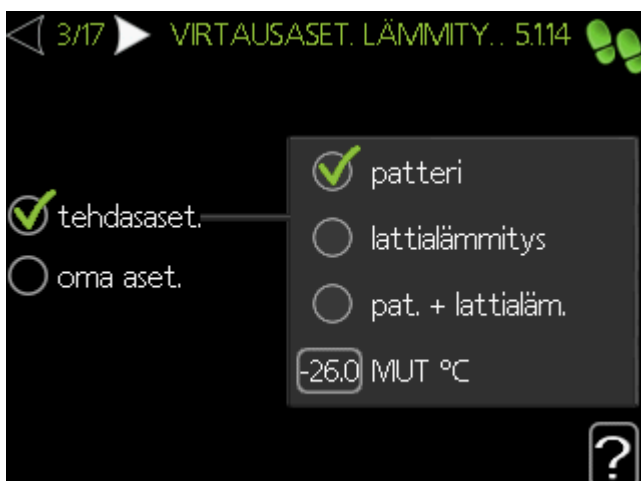 3/17 VIRTAUSASET. LÄMMITY.. 5.1.14
patteri
tehdasaset.
lattialämmitys
oma aset.
pat. + lattialäm.
-26.0 MUT °C
?